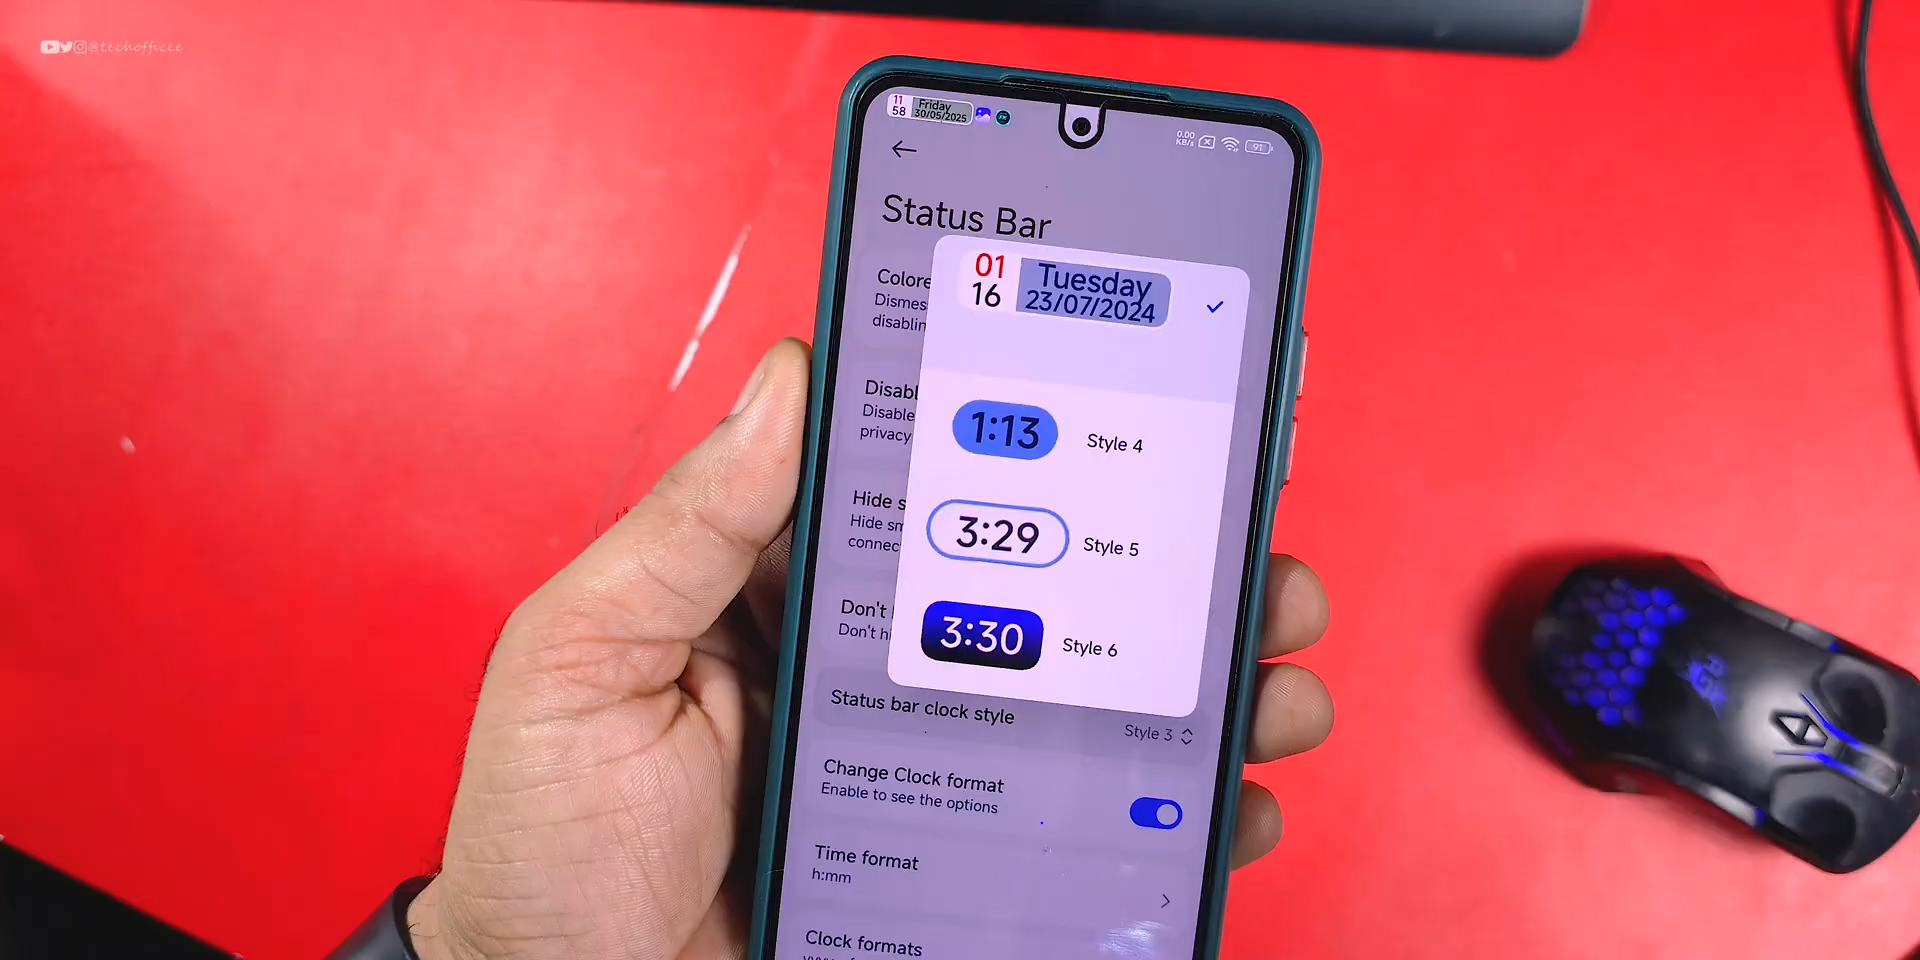 @techofficee
11
58
Friday
30/05/2025
0.00
KB/s
91
Status Bar
Colore
Dismes
disablin
01
16
Tuesday
23/07/2024
Disabl
Disable
privacy
1:13
Style 4
Hide s
Hide sm
connec
3:29
Style 5
Don't
Don't hi
3:30
Style 6
Status bar clock style
Style 3
Change Clock format
Enable to see the options
Time format
h:mm
Clock formats